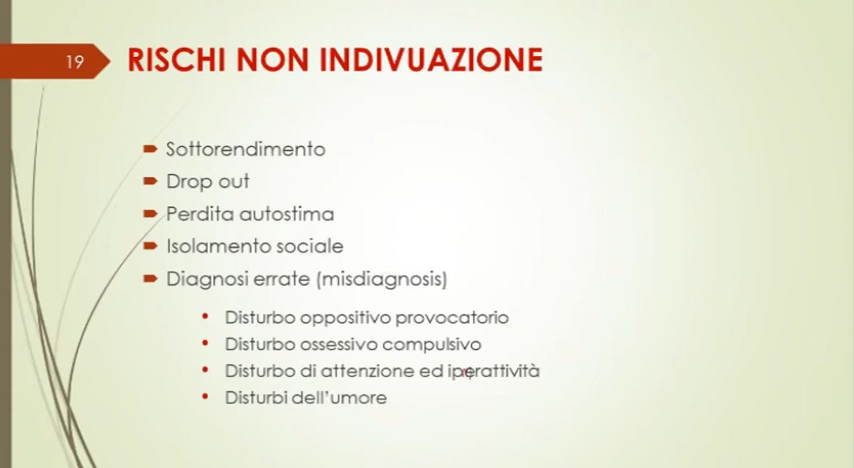 19
RISCHI NON INDIVUAZIONE
Sottorendimento
Drop out
Perdita autostima
Isolamento sociale
Diagnosi errate (misdiagnosis)
Disturbo oppositivo provocatorio
Disturbo ossessivo compulsivo
Disturbo di attenzione ed iperattività
Disturbi dell'umore